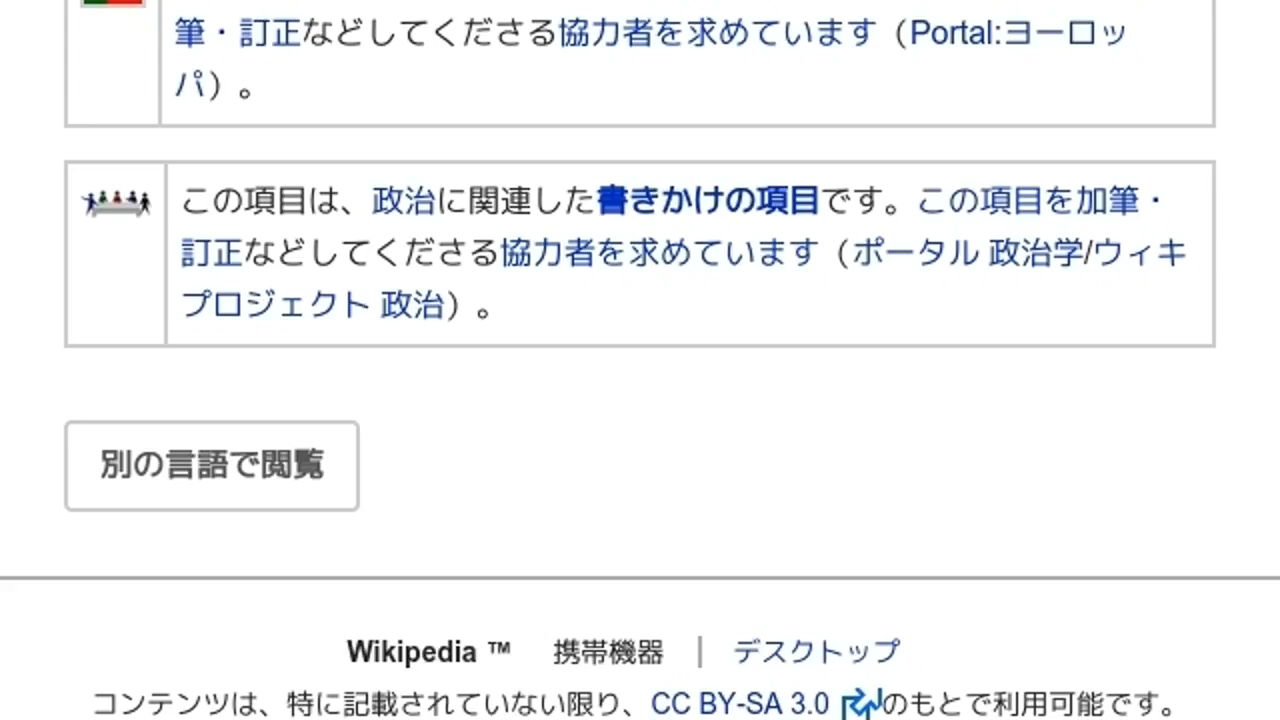 筆・訂正などしてくださる協力者を求めています（Portal:ヨーロッ
パ）。
この項目は、政治に関連した書きかけの項目です。この項目を加筆・
訂正などしてくださる協力者を求めています（ポータル 政治学/ウィキ
プロジェクト 政治）。
別の言語で閲覧
Wikipedia ™ 携帯機器 | デスクトップ
コンテンツは、特に記載されていない限り、CC BY-SA 3.0 のもとで利用可能です。